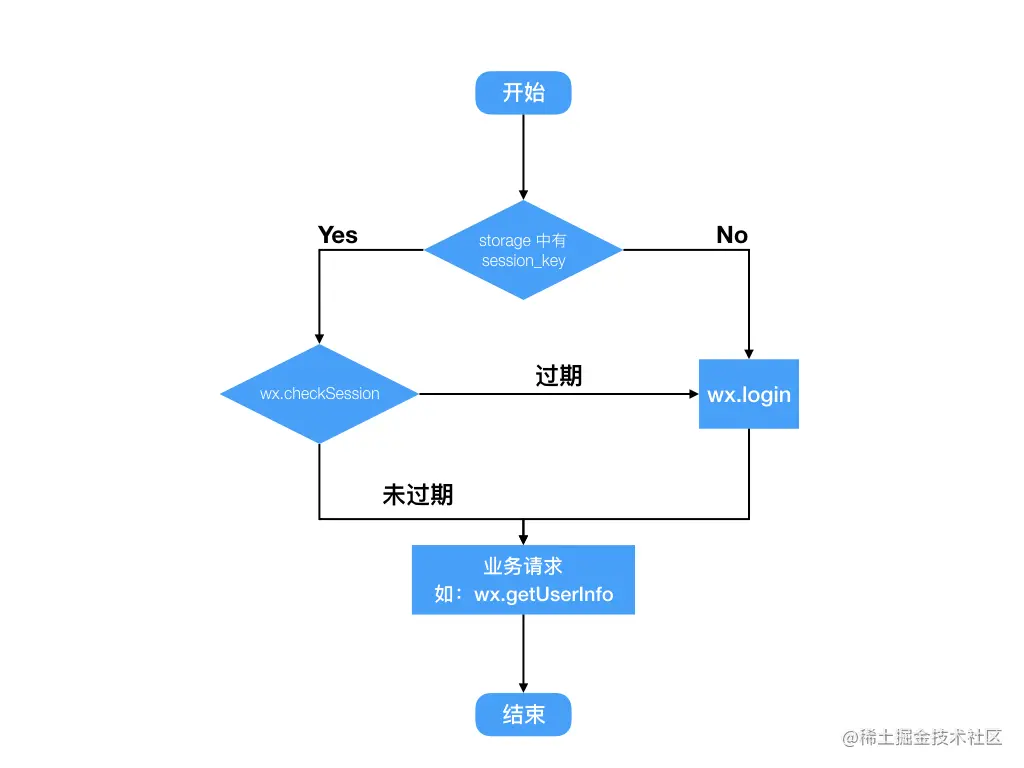 开始
Yes
No
storage 中有
session_key
过期
wx.checkSession
wx.login
未过期
业务请求
如：wx.getUserInfo
结束
@稀土掘金技术社区